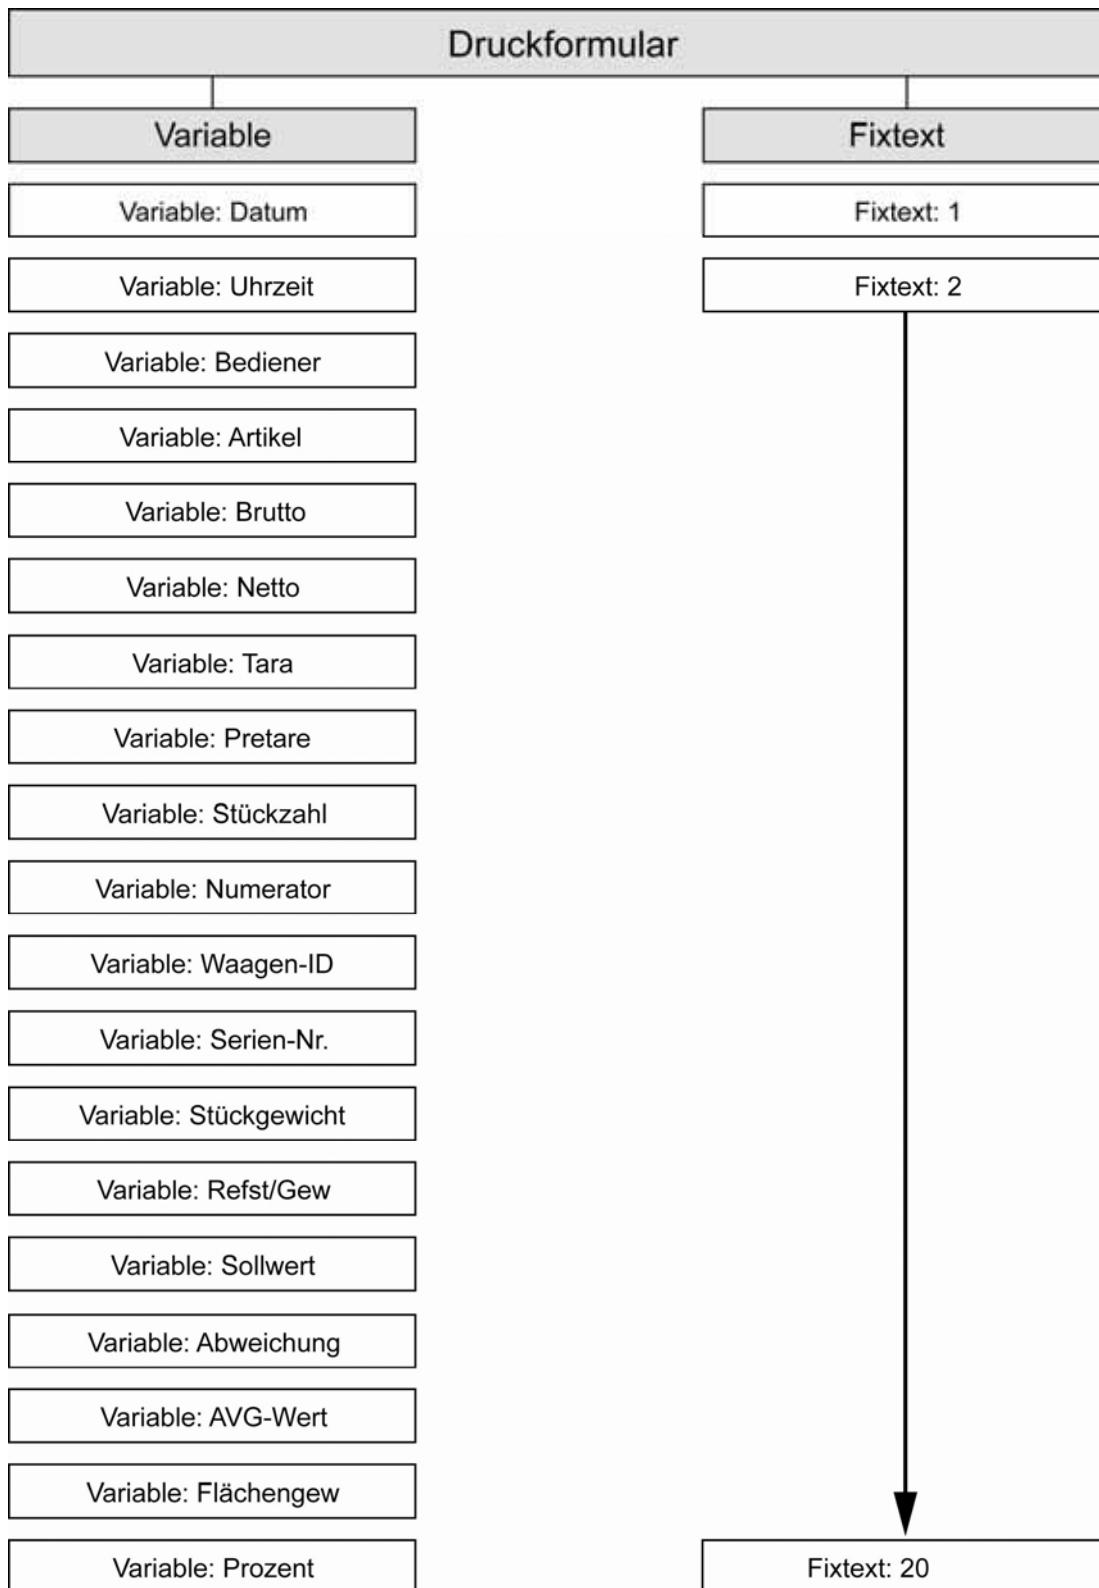 Druckformular
Variable
Fixtext
Variable: Datum
Fixtext: 1
Variable: Uhrzeit
Fixtext: 2
Variable: Bediener
Variable: Artikel
Variable: Brutto
Variable: Netto
Variable: Tara
Variable: Pretare
Variable: Stückzahl
Variable: Numerator
Variable: Waagen-ID
Variable: Serien-Nr.
Variable: Stückgewicht
Variable: Refst/Gew
Variable: Sollwert
Variable: Abweichung
Variable: AVG-Wert
Variable: Flächengew
Variable: Prozent
Fixtext: 20